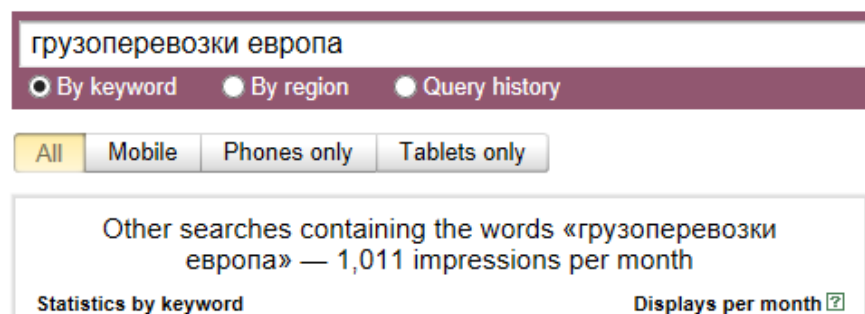 грузоперевозки европа
By keyword By region Query history
All Mobile Phones only Tablets only
Other searches containing the words «грузоперевозки
европа» — 1,011 impressions per month
Statistics by keyword Displays per month ?